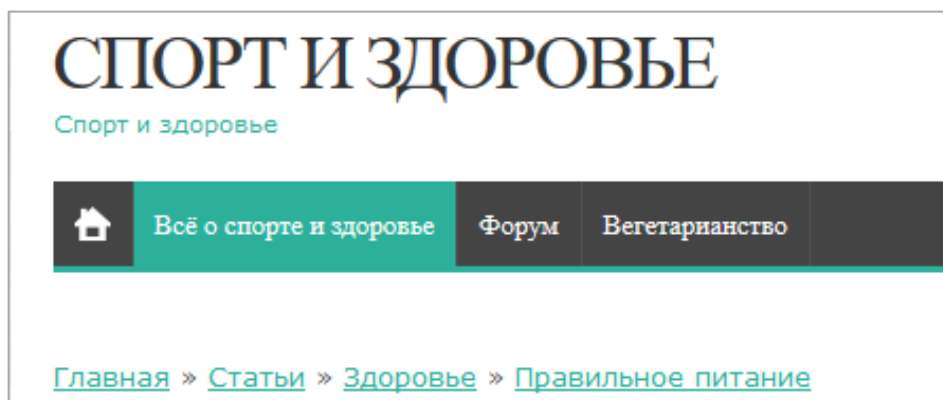 СПОРТ И ЗДОРОВЬЕ
Спорт и здоровье
Всё о спорте и здоровье Форум Вегетарианство
Главная » Статьи » Здоровье » Правильное питание